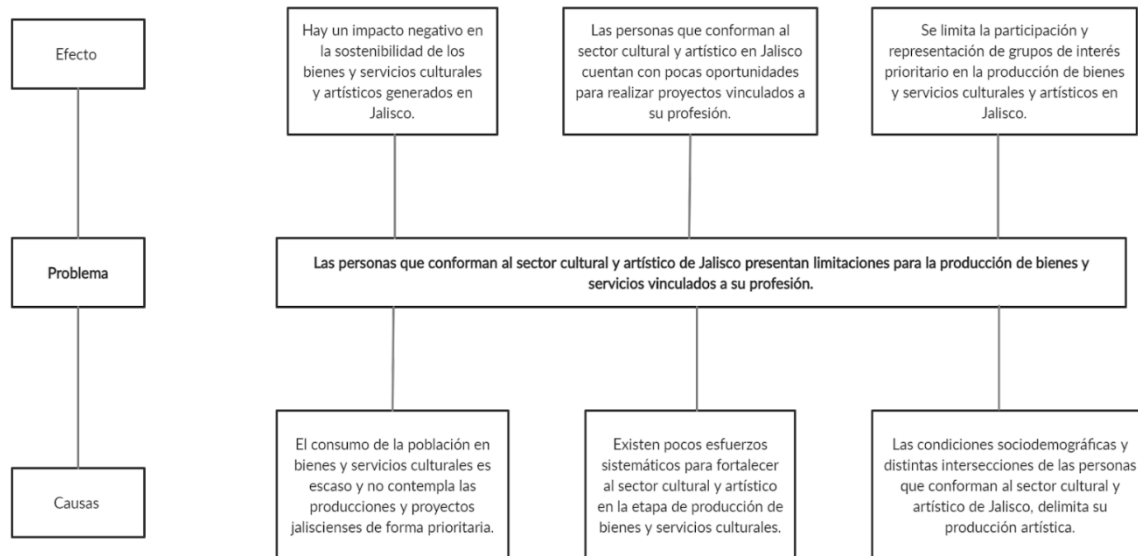 Efecto
Hay un impacto negativo en
la sostenibilidad de los
bienes y servicios culturales
y artísticos generados en
Jalisco.
Las personas que conforman al
sector cultural y artístico en Jalisco
cuentan con pocas oportunidades
para realizar proyectos vinculados a
su profesión.
Se limita la participación y
representación de grupos de interés
prioritario en la producción de bienes
y servicios culturales y artísticos en
Jalisco.
Problema
Las personas que conforman al sector cultural y artístico de Jalisco presentan limitaciones para la producción de bienes y
servicios vinculados a su profesión.
Causas
El consumo de la población en
bienes y servicios culturales es
escaso y no contempla las
producciones y proyectos
jaliscienses de forma prioritaria.
Existen pocos esfuerzos
sistemáticos para fortalecer
al sector cultural y artístico
en la etapa de producción de
bienes y servicios culturales.
Las condiciones sociodemográficas y
distintas intersecciones de las personas
que conforman al sector cultural y
artístico de Jalisco, delimita su
producción artística.